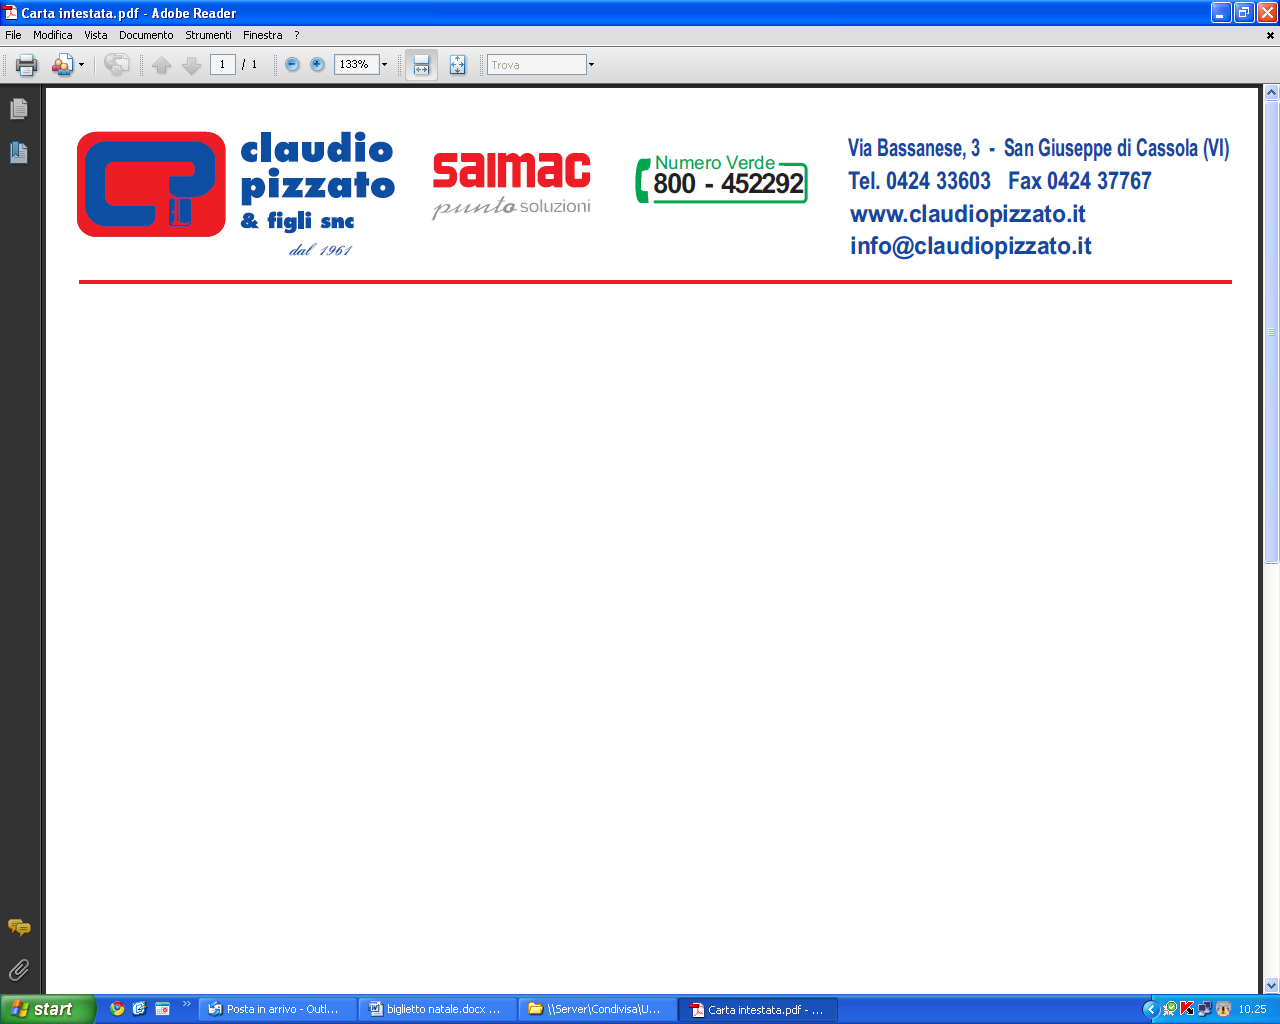 Carta intestata.pdf - Adobe Reader
File Modifica Vista Documento Strumenti Finestra ?
1 / 1 133% Trova
claudio
pizzato
& figli snc
dal 1961
saimac
punto soluzioni
Numero Verde
800 - 452292
Via Bassanese, 3 - San Giuseppe di Cassola (VI)
Tel. 0424 33603 Fax 0424 37767
www.claudiopizzato.it
info@claudiopizzato.it
start Posta in arrivo - Outl... biglietto natale.docx ... \\Server\Condivisa\U... Carta intestata.pdf - ... 10.25